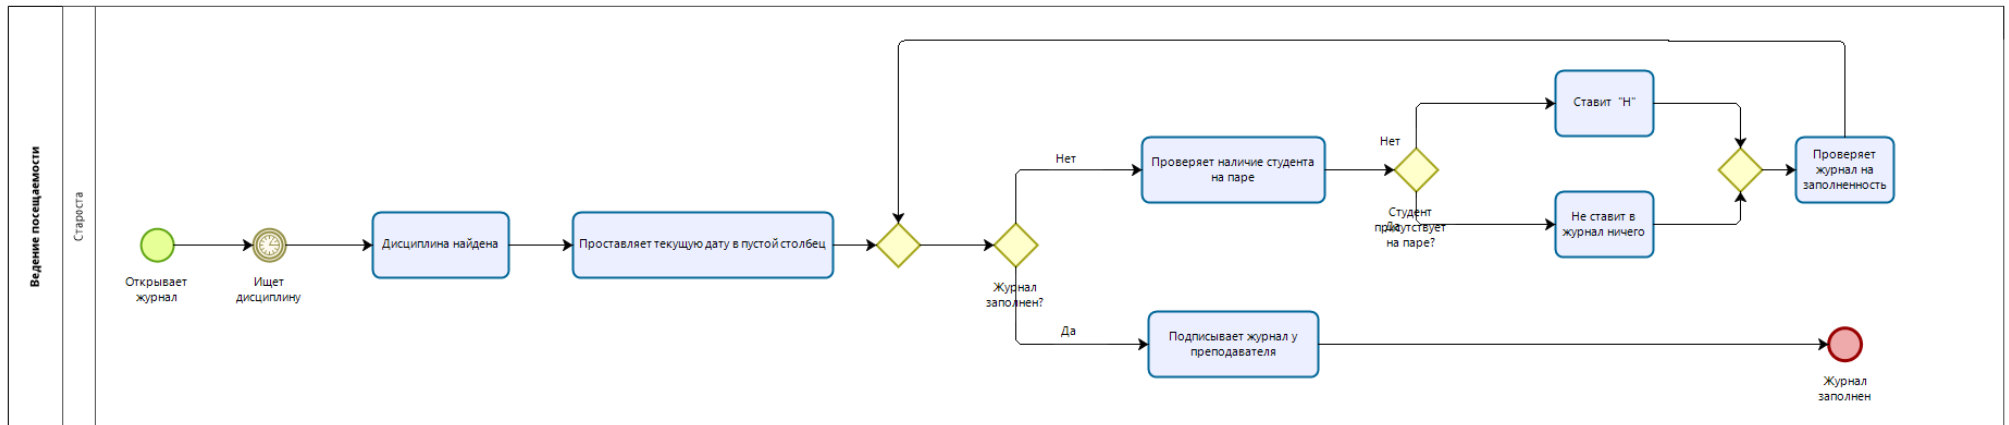 Ведение посещаемости
Староста
Открывает
журнал
Ищет
дисциплину
Дисциплина найдена
Проставляет текущую дату в пустой столбец
Журнал
заполнен?
Нет
Да
Проверяет наличие студента
на паре
Подписывает журнал у
преподавателя
Нет
Студент
присутствует
на паре?
Да
Ставит "Н"
Не ставит в
журнал ничего
Проверяет
журнал на
заполненность
Журнал
заполнен